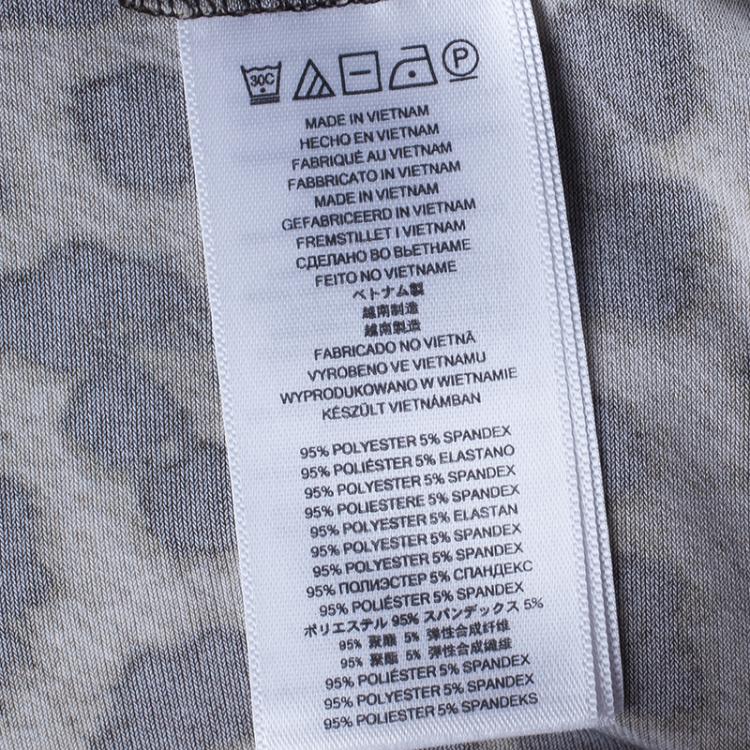 30C P
MADE IN VIETNAM
HECHO EN VIETNAM
FABRIQUÉ AU VIETNAM
FABBRICATO IN VIETNAM
MADE IN VIETNAM
GEFABRICEERD IN VIETNAM
FREMSTILLET I VIETNAM
СДЕЛАНО ВО ВЬЕТНАМЕ
FEITO NO VIETNAME
ベトナム製
越南制造
越南製造
FABRICADO NO VIETNÃ
VYROBENO VE VIETNAMU
WYPRODUKOWANO W WIETNAMIE
KÉSZÜLT VIETNÁMBAN
95% POLYESTER 5% SPANDEX
95% POLIÉSTER 5% ELASTANO
95% POLYESTER 5% SPANDEX
95% POLIESTERE 5% SPANDEX
95% POLYESTER 5% ELASTAN
95% POLYESTER 5% SPANDEX
95% POLYESTER 5% SPANDEX
95% ПОЛИЭСТЕР 5% СПАНДЕКС
95% POLIÉSTER 5% SPANDEX
ポリエステル 95% スパンデックス 5%
95% 聚酯 5% 弹性合成纤维
95% 聚酯 5% 弹性合成纖維
95% POLIÉSTER 5% SPANDEX
95% POLYESTER 5% SPANDEX
95% POLIÉSZTER 5% SPANDEKS